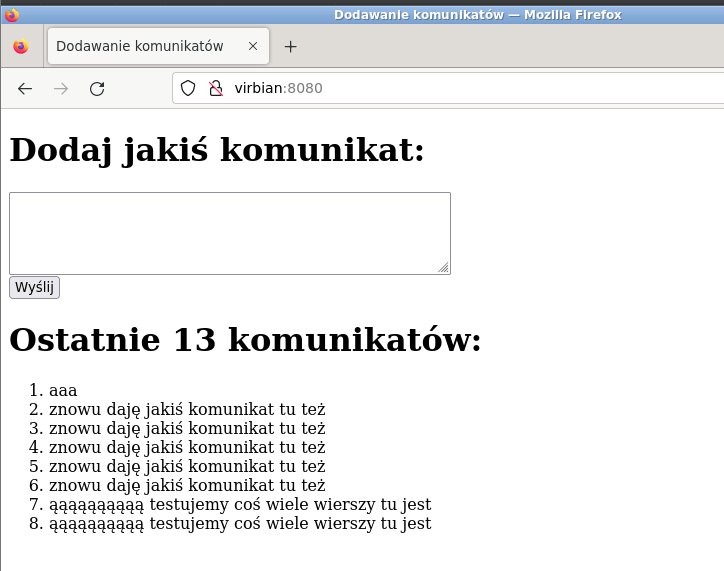 Dodawanie komunikatów — Mozilla Firefox
Dodawanie komunikatów
virbian:8080
Dodaj jakiś komunikat:
Wyślij
Ostatnie 13 komunikatów:
1. aaa
2. znowu daję jakiś komunikat tu też
3. znowu daję jakiś komunikat tu też
4. znowu daję jakiś komunikat tu też
5. znowu daję jakiś komunikat tu też
6. znowu daję jakiś komunikat tu też
7. ąąąąąąąąąą testujemy coś wiele wierszy tu jest
8. ąąąąąąąąąą testujemy coś wiele wierszy tu jest